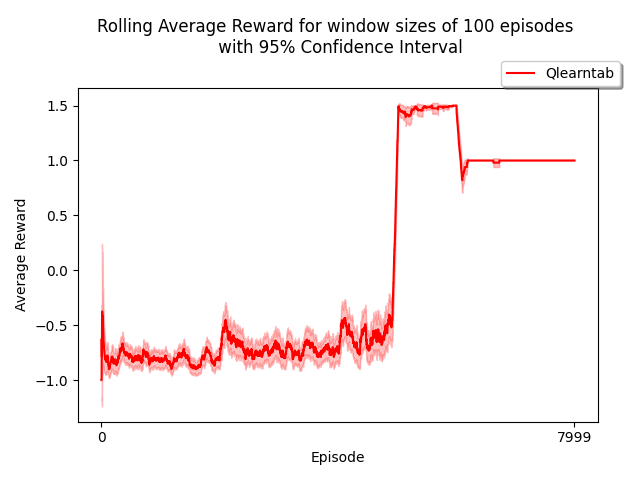 Rolling Average Reward for window sizes of 100 episodes
with 95% Confidence Interval
Qlearntab
1.5
1.0
0.5
0.0
−0.5
−1.0
Average Reward
0
7999
Episode